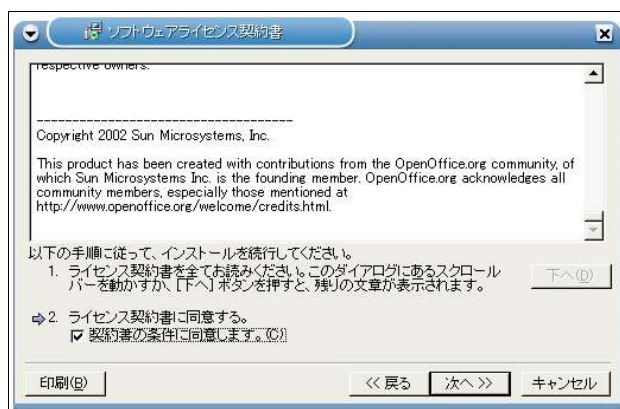 ソフトウェアライセンス契約書
respective owners.
------------------------------------
Copyright 2002 Sun Microsystems, Inc.
This product has been created with contributions from the OpenOffice.org community, of
which Sun Microsystems Inc. is the founding member. OpenOffice.org acknowledges all
community members, especially those mentioned at
http://www.openoffice.org/welcome/credits.html.
以下の手順に従って、インストールを続行してください。
1. ライセンス契約書を全てお読みください。このダイアログにあるスクロール
バーを動かすか、[下へ] ボタンを押すと、残りの文章が表示されます。
下へ(D)
2. ライセンス契約書に同意する。
契約書の条件に同意します。(C)
印刷(B)
<< 戻る
次へ >>
キャンセル